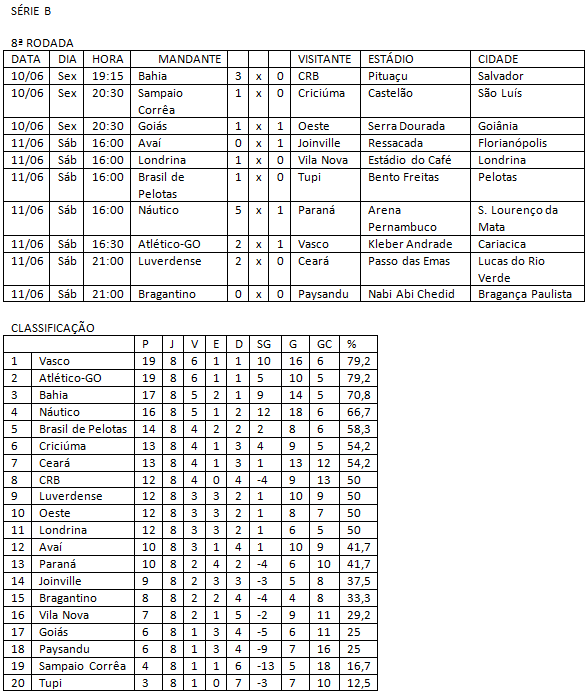 SÉRIE B
8ª RODADA
DATA DIA HORA MANDANTE VISITANTE ESTÁDIO CIDADE
10/06 Sex 19:15 Bahia 3 x 0 CRB Pituaçu Salvador
10/06 Sex 20:30 Sampaio Corrêa 1 x 0 Criciúma Castelão São Luís
10/06 Sex 20:30 Goiás 1 x 1 Oeste Serra Dourada Goiânia
11/06 Sáb 16:00 Avaí 0 x 1 Joinville Ressacada Florianópolis
11/06 Sáb 16:00 Londrina 1 x 0 Vila Nova Estádio do Café Londrina
11/06 Sáb 16:00 Brasil de Pelotas 1 x 0 Tupi Bento Freitas Pelotas
11/06 Sáb 16:00 Náutico 5 x 1 Paraná Arena Pernambuco S. Lourenço da Mata
11/06 Sáb 16:30 Atlético-GO 2 x 1 Vasco Kleber Andrade Cariacica
11/06 Sáb 21:00 Luverdense 2 x 0 Ceará Passo das Emas Lucas do Rio Verde
11/06 Sáb 21:00 Bragantino 0 x 0 Paysandu Nabi Abi Chedid Bragança Paulista
CLASSIFICAÇÃO
P J V E D SG G GC %
1 Vasco 19 8 6 1 1 10 16 6 79,2
2 Atlético-GO 19 8 6 1 1 5 10 5 79,2
3 Bahia 17 8 5 2 1 9 14 5 70,8
4 Náutico 16 8 5 1 2 12 18 6 66,7
5 Brasil de Pelotas 14 8 4 2 2 2 8 6 58,3
6 Criciúma 13 8 4 1 3 4 9 5 54,2
7 Ceará 13 8 4 1 3 1 13 12 54,2
8 CRB 12 8 4 0 4 -4 9 13 50
9 Luverdense 12 8 3 3 2 1 10 9 50
10 Oeste 12 8 3 3 2 1 8 7 50
11 Londrina 12 8 3 3 2 1 6 5 50
12 Avaí 10 8 3 1 4 1 10 9 41,7
13 Paraná 10 8 2 4 2 -4 6 10 41,7
14 Joinville 9 8 2 3 3 -3 5 8 37,5
15 Bragantino 8 8 2 2 4 -4 4 8 33,3
16 Vila Nova 7 8 2 1 5 -2 9 11 29,2
17 Goiás 6 8 1 3 4 -5 6 11 25
18 Paysandu 6 8 1 3 4 -9 7 16 25
19 Sampaio Corrêa 4 8 1 1 6 -13 5 18 16,7
20 Tupi 3 8 1 0 7 -3 7 10 12,5